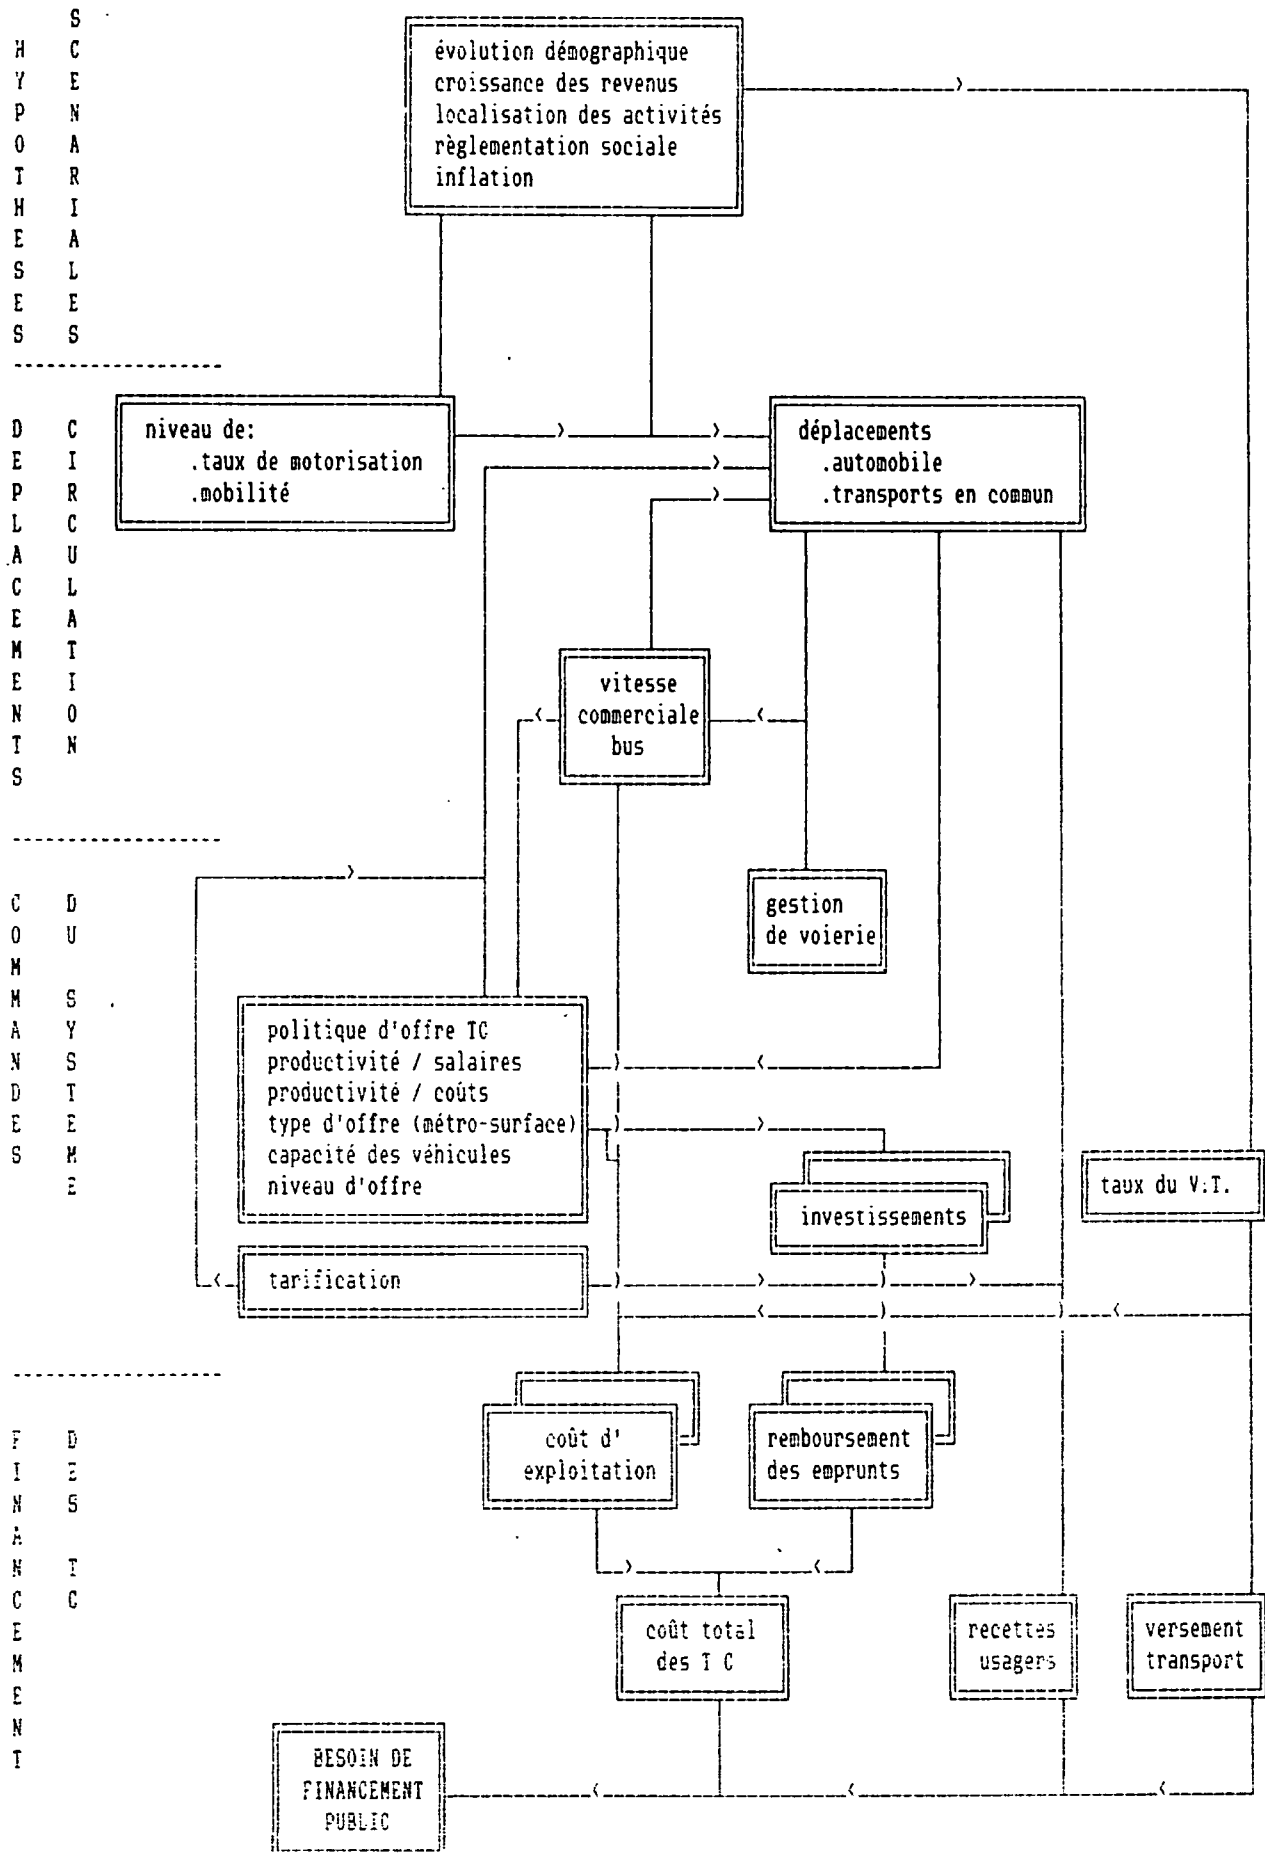 HYPOTHESES
SCENARIALES
évolution démographique
croissance des revenus
localisation des activités
règlementation sociale
inflation
DEPLACEMENTS
CIRCULATION
niveau de:
.taux de motorisation
.mobilité
déplacements
.automobile
.transports en commun
vitesse
commerciale
bus
COMMANDES
DU SYSTEME
gestion
de voierie
politique d'offre TC
productivité / salaires
productivité / coûts
type d'offre (métro-surface)
capacité des véhicules
niveau d'offre
investissements
taux du V.T.
tarification
FINANCEMENT
DES TC
coût d'
exploitation
remboursement
des emprunts
coût total
des T C
recettes
usagers
versement
transport
BESOIN DE
FINANCEMENT
PUBLIC